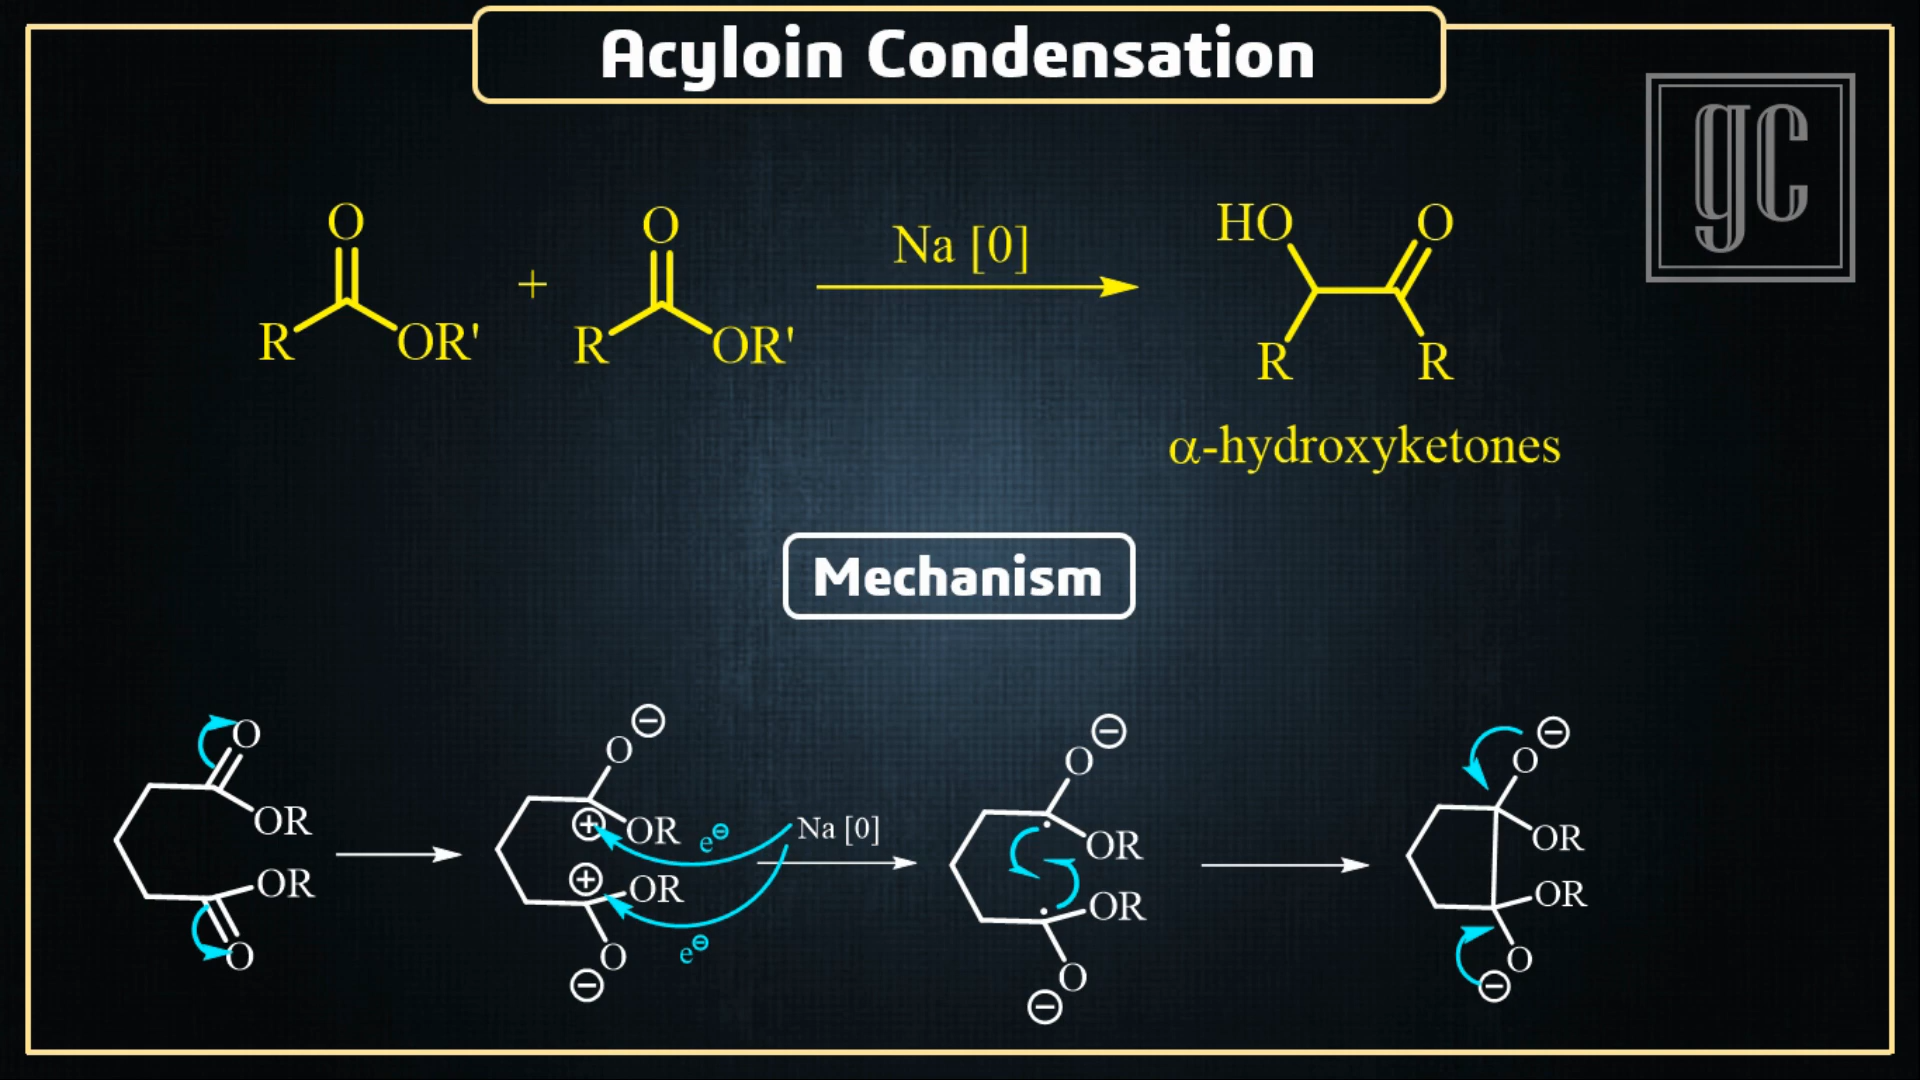 Acyloin Condensation
gc
O
O
Na [0]
HO
O
+
R
OR'
R
OR'
R
R
α-hydroxyketones
Mechanism
O
OR
OR
O
⊖
O
⊕
OR
⊕
OR
O
⊖
e⊖
Na [0]
e⊖
⊖
O
OR
OR
O
⊖
⊖
O
OR
OR
O
⊖